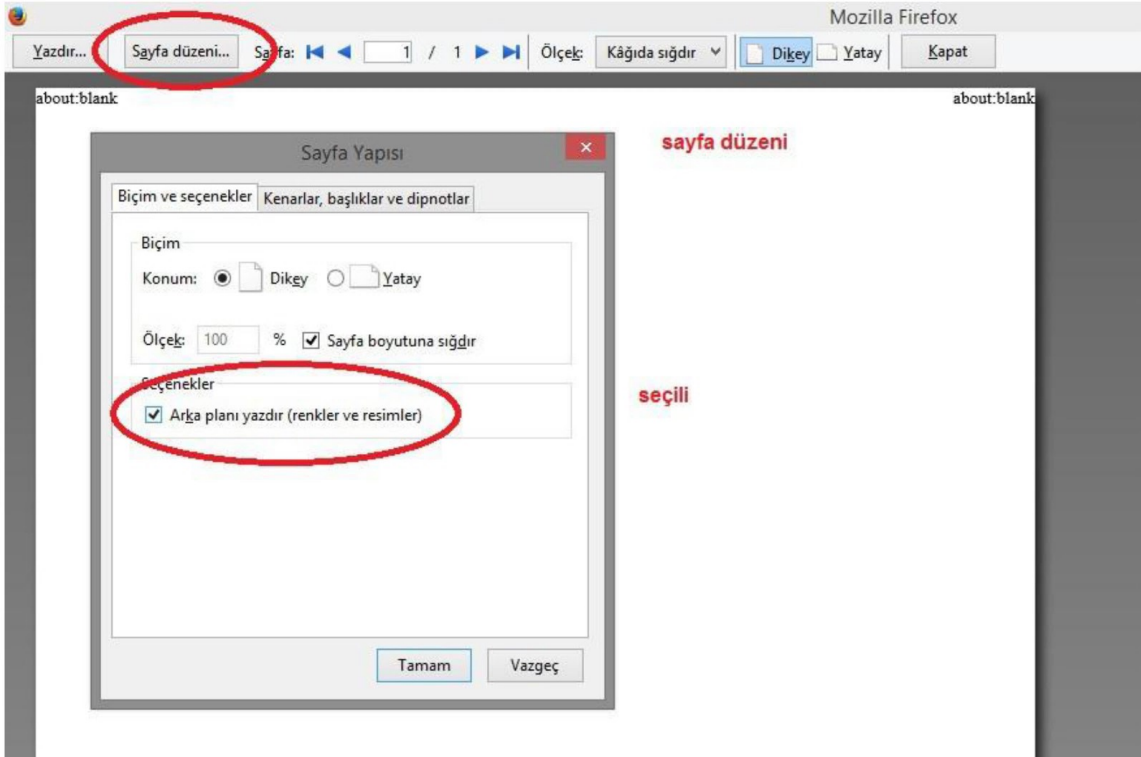 Mozilla Firefox
Yazdır... Sayfa düzeni... Sayfa: 1 / 1 Ölçek: Kâğıda sığdır Dikey Yatay Kapat
about:blank about:blank
sayfa düzeni
Sayfa Yapısı
Biçim ve seçenekler Kenarlar, başlıklar ve dipnotlar
Biçim
Konum: Dikey Yatay
Ölçek: 100 % Sayfa boyutuna sığdır
Seçenekler
seçili
Arka planı yazdır (renkler ve resimler)
Tamam Vazgeç